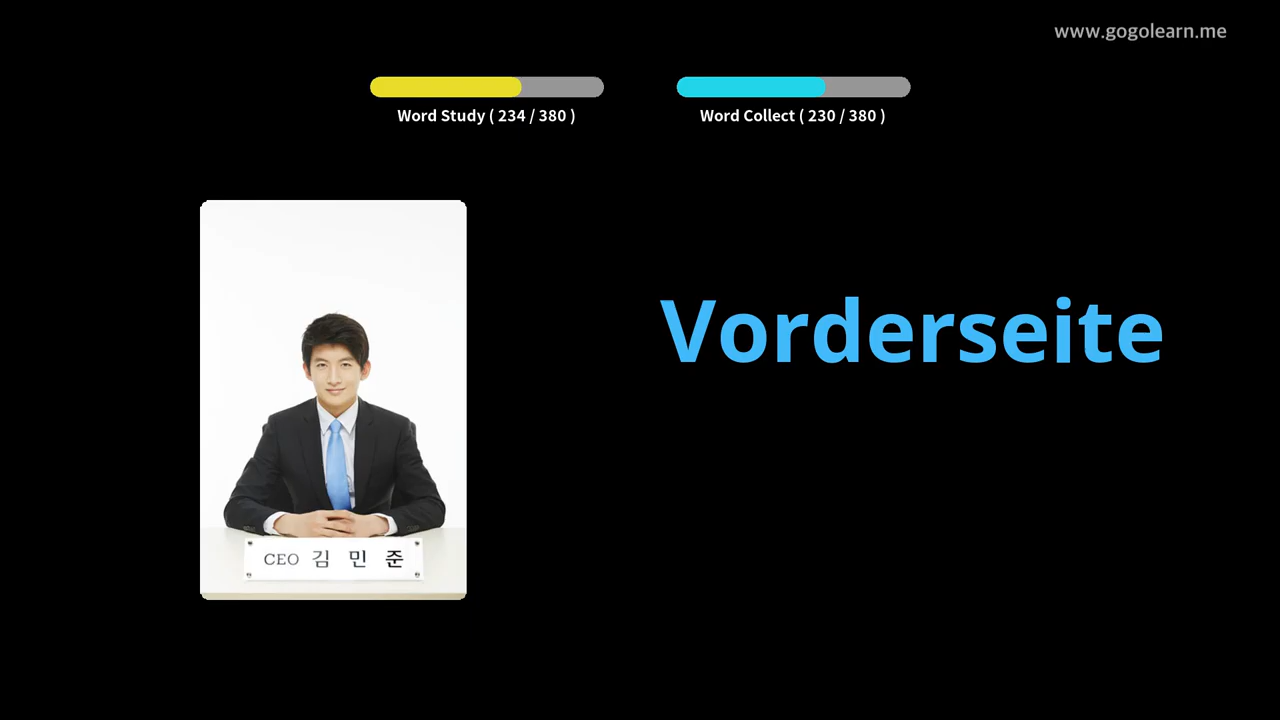 www.gogolearn.me
Word Study ( 234 / 380 )
Word Collect ( 230 / 380 )
Vorderseite
CEO 김 민 준